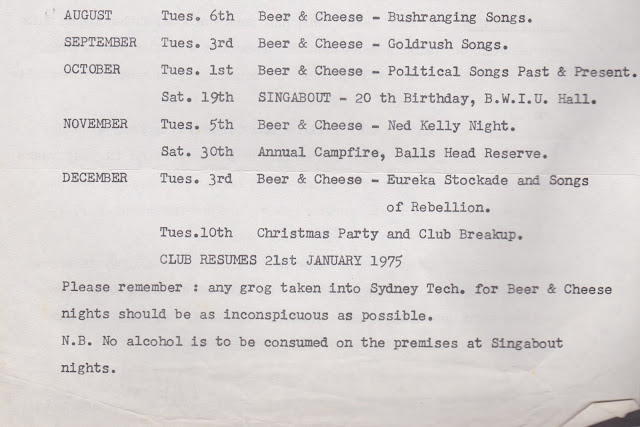 AUGUST Tues. 6th Beer & Cheese - Bushranging Songs.
SEPTEMBER Tues. 3rd Beer & Cheese - Goldrush Songs.
OCTOBER Tues. 1st Beer & Cheese - Political Songs Past & Present.
Sat. 19th SINGABOUT - 20 th Birthday, B.W.I.U. Hall.
NOVEMBER Tues. 5th Beer & Cheese - Ned Kelly Night.
Sat. 30th Annual Campfire, Balls Head Reserve.
DECEMBER Tues. 3rd Beer & Cheese - Eureka Stockade and Songs
of Rebellion.
Tues.10th Christmas Party and Club Breakup.
CLUB RESUMES 21st JANUARY 1975
Please remember : any grog taken into Sydney Tech. for Beer & Cheese
nights should be as inconspicuous as possible.
N.B. No alcohol is to be consumed on the premises at Singabout
nights.